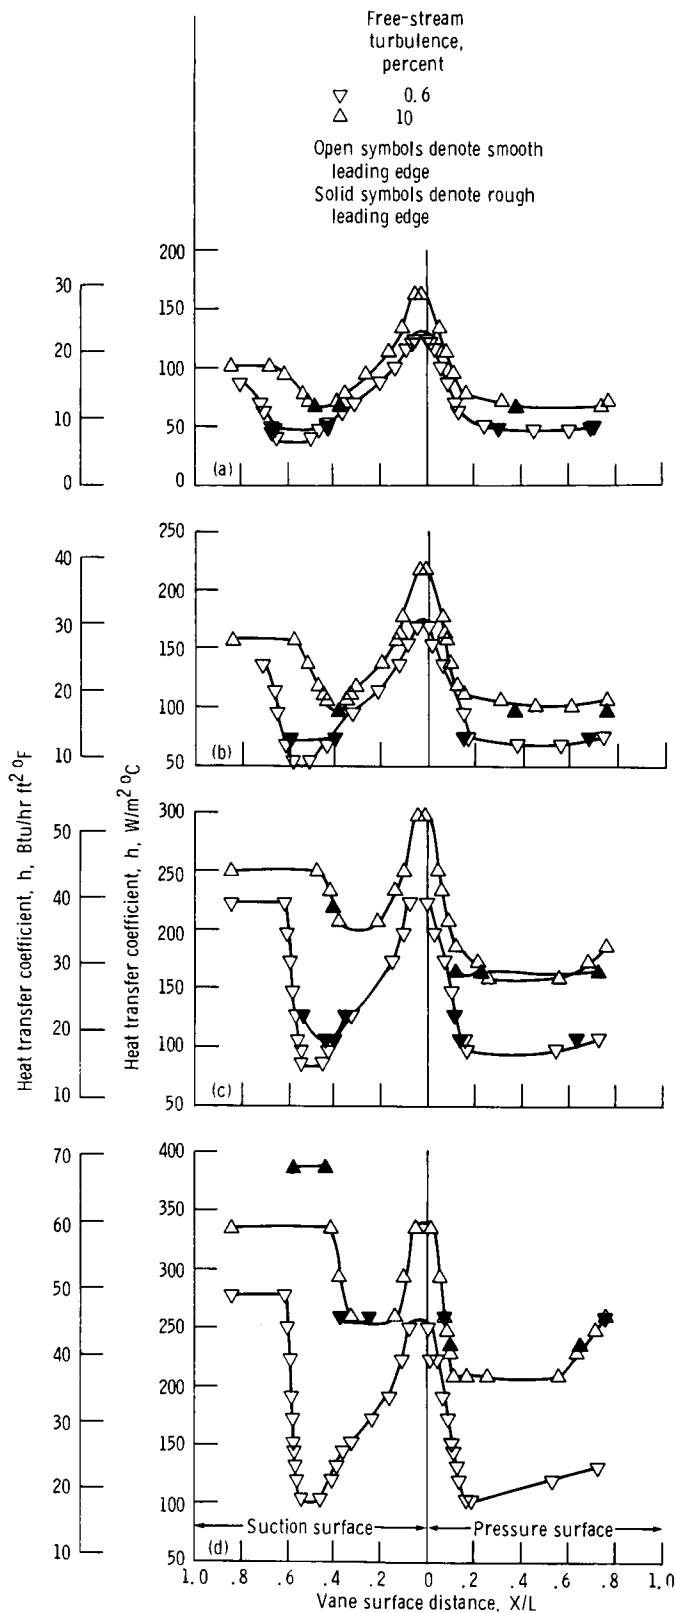 Free-stream
turbulence,
percent
▽ 0.6
△ 10
Open symbols denote smooth
leading edge
Solid symbols denote rough
leading edge
Heat transfer coefficient, h, Btu/hr ft² °F
Heat transfer coefficient, h, W/m² °C
30
20
10
0
200
150
100
50
0
(a)
40
30
20
10
250
200
150
100
50
(b)
50
40
30
20
10
300
250
200
150
100
50
(c)
70
60
50
40
30
20
10
400
350
300
250
200
150
100
50
(d)
Suction surface
Pressure surface
1.0 .8 .6 .4 .2 0 .2 .4 .6 .8 1.0
Vane surface distance, X/L